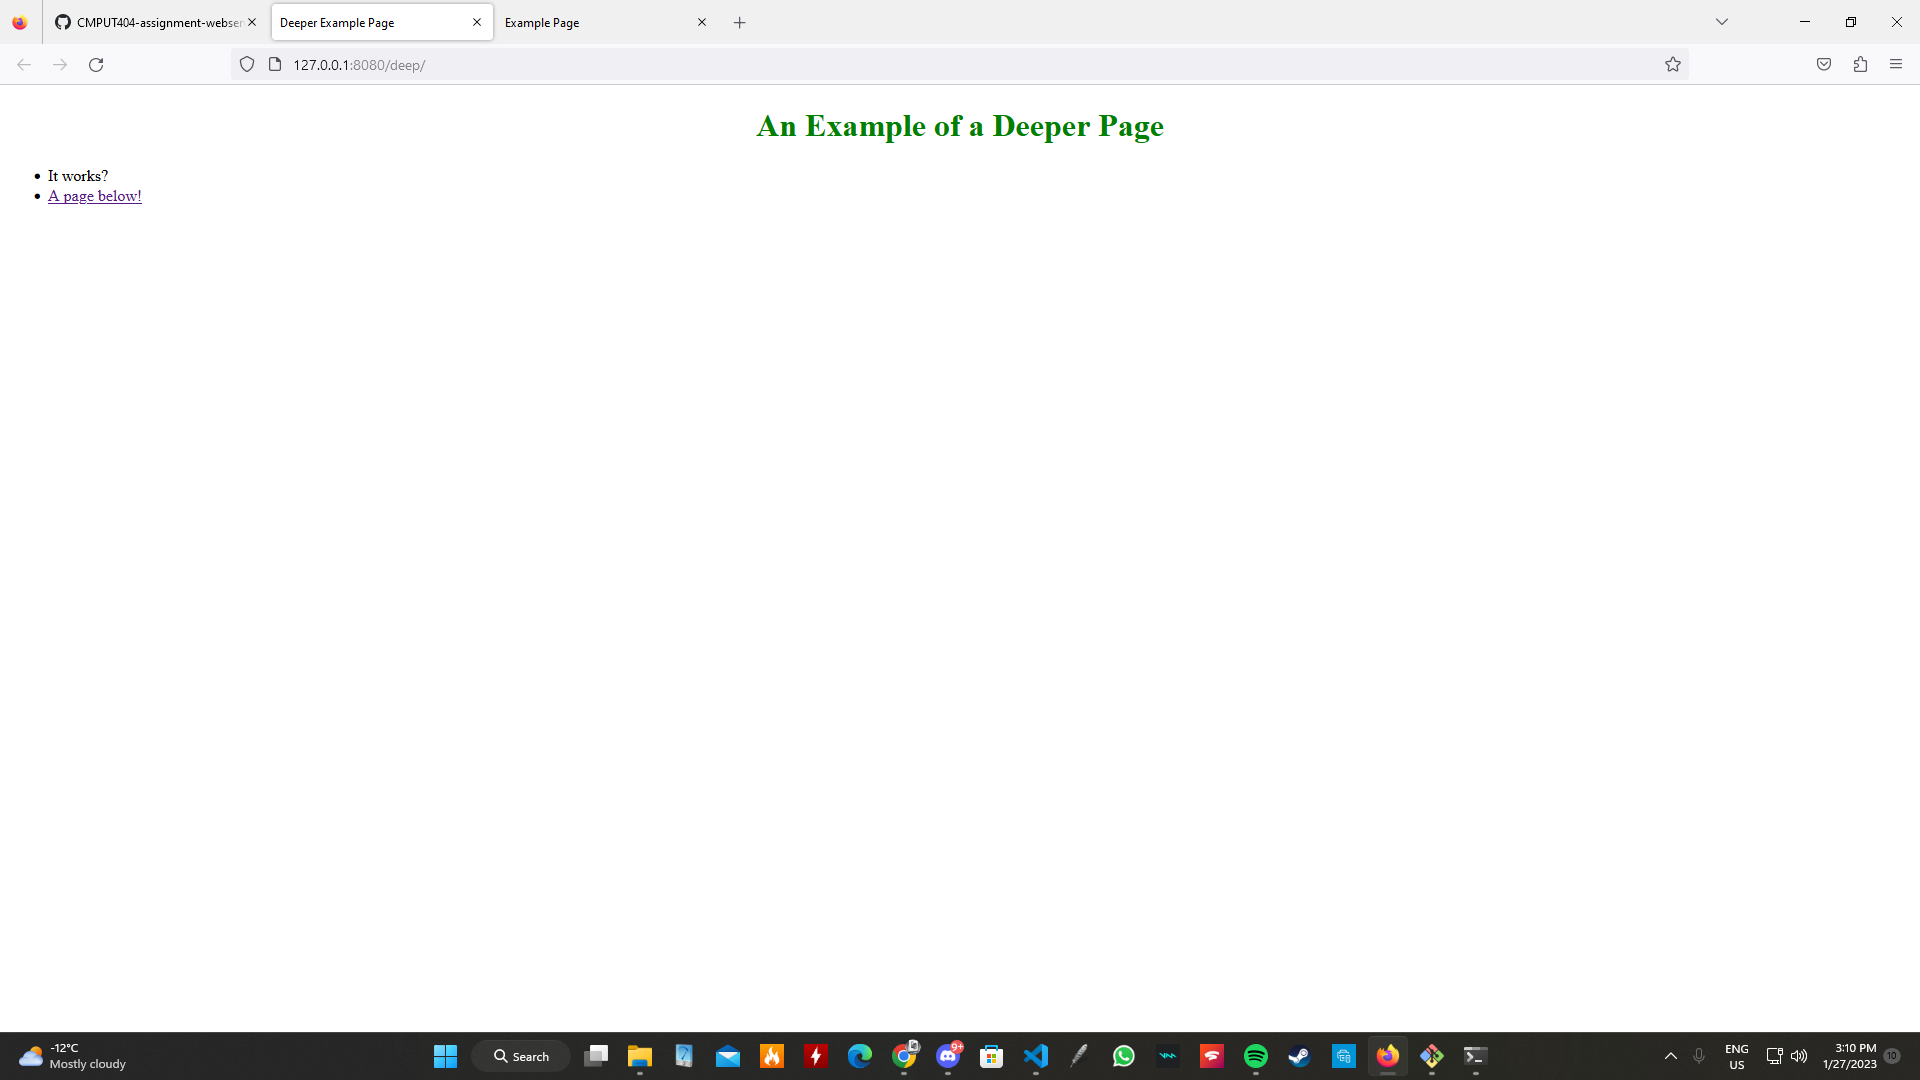 CMPUT404-assignment-webser
Deeper Example Page
Example Page
127.0.0.1:8080/deep/
An Example of a Deeper Page
It works?
A page below!
-12°C
Mostly cloudy
Search
9+
ENG
US
3:10 PM
1/27/2023
10